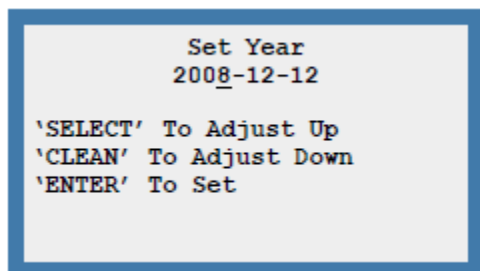 Set Year
2008-12-12
‘SELECT’ To Adjust Up
‘CLEAN’ To Adjust Down
‘ENTER’ To Set